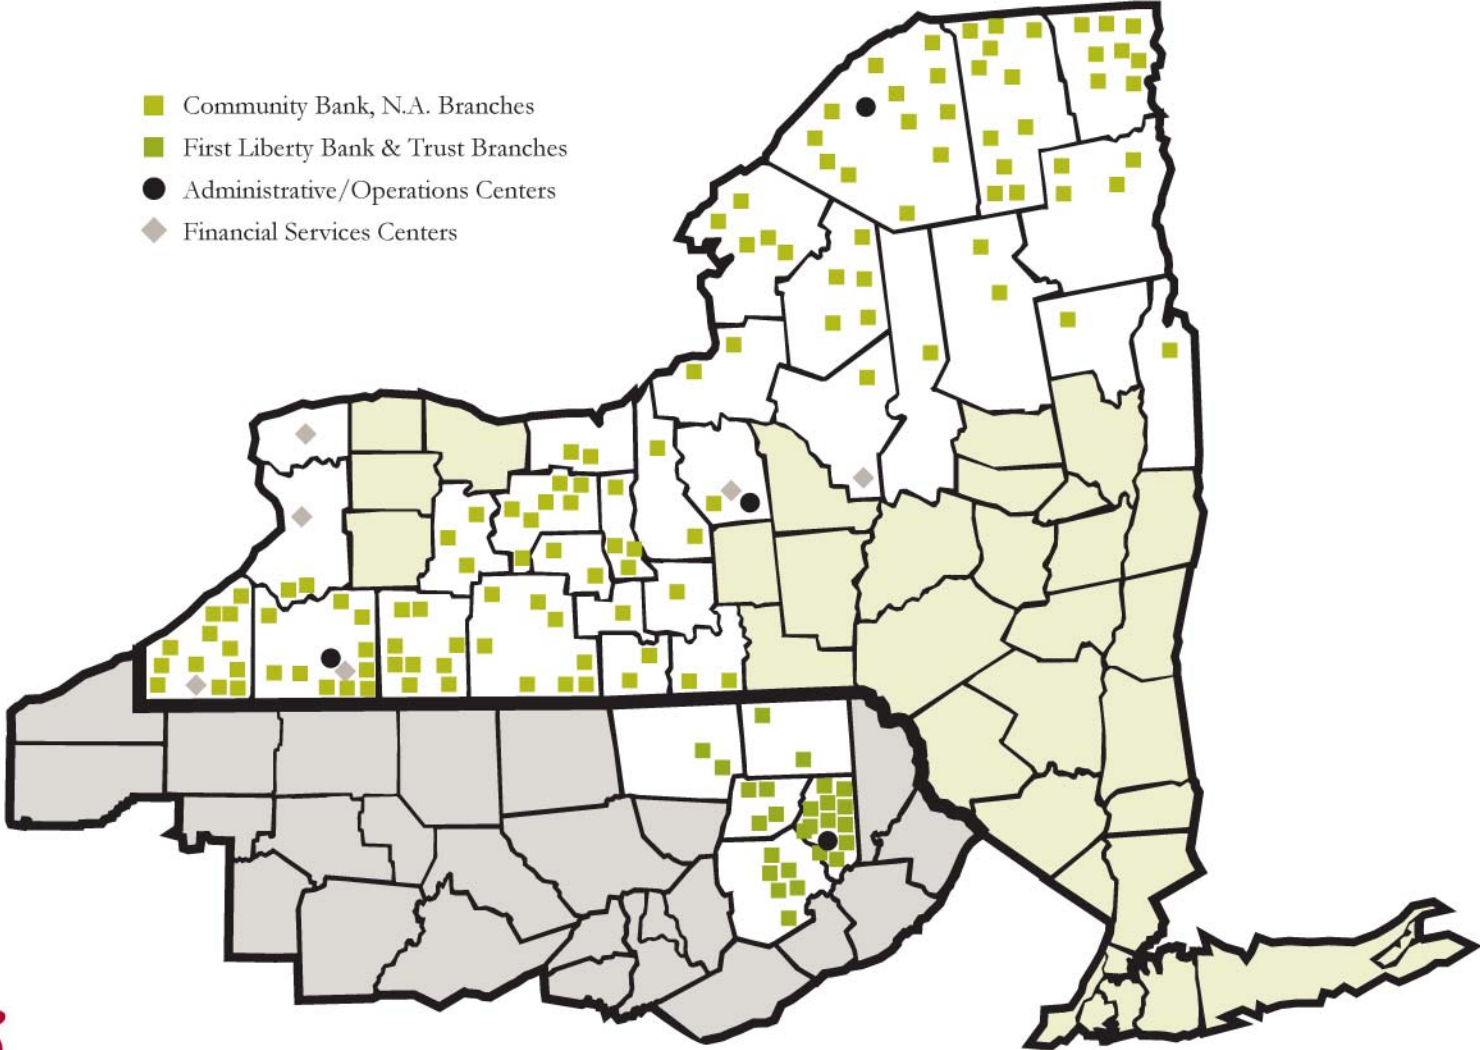 Community Bank, N.A. Branches
First Liberty Bank & Trust Branches
Administrative/Operations Centers
Financial Services Centers